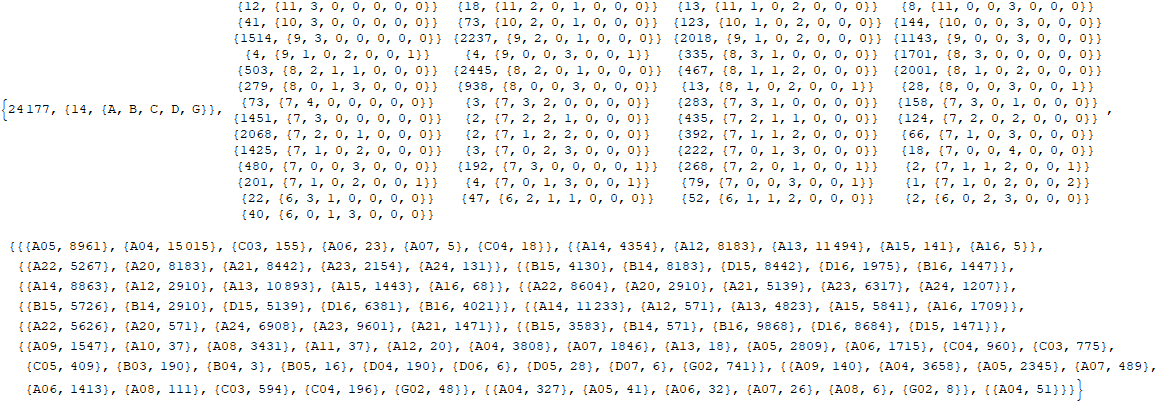 {12, {11, 3, 0, 0, 0, 0, 0}} {18, {11, 2, 0, 1, 0, 0, 0}} {13, {11, 1, 0, 2, 0, 0, 0}} {8, {11, 0, 0, 3, 0, 0, 0}}
{41, {10, 3, 0, 0, 0, 0, 0}} {73, {10, 2, 0, 1, 0, 0, 0}} {123, {10, 1, 0, 2, 0, 0, 0}} {144, {10, 0, 0, 3, 0, 0, 0}}
{1514, {9, 3, 0, 0, 0, 0, 0}} {2237, {9, 2, 0, 1, 0, 0, 0}} {2018, {9, 1, 0, 2, 0, 0, 0}} {1143, {9, 0, 0, 3, 0, 0, 0}}
{4, {9, 1, 0, 2, 0, 0, 1}} {4, {9, 0, 0, 3, 0, 0, 1}} {335, {8, 3, 1, 0, 0, 0, 0}} {1701, {8, 3, 0, 0, 0, 0, 0}}
{503, {8, 2, 1, 1, 0, 0, 0}} {2445, {8, 2, 0, 1, 0, 0, 0}} {467, {8, 1, 1, 2, 0, 0, 0}} {2001, {8, 1, 0, 2, 0, 0, 0}}
{279, {8, 0, 1, 3, 0, 0, 0}} {938, {8, 0, 0, 3, 0, 0, 0}} {13, {8, 1, 0, 2, 0, 0, 1}} {28, {8, 0, 0, 3, 0, 0, 1}}
{24177, {14, {A, B, C, D, G}}, {73, {7, 4, 0, 0, 0, 0, 0}} {3, {7, 3, 2, 0, 0, 0, 0}} {283, {7, 3, 1, 0, 0, 0, 0}} {158, {7, 3, 0, 1, 0, 0, 0}} ,
{1451, {7, 3, 0, 0, 0, 0, 0}} {2, {7, 2, 2, 1, 0, 0, 0}} {435, {7, 2, 1, 1, 0, 0, 0}} {124, {7, 2, 0, 2, 0, 0, 0}}
{2068, {7, 2, 0, 1, 0, 0, 0}} {2, {7, 1, 2, 2, 0, 0, 0}} {392, {7, 1, 1, 2, 0, 0, 0}} {66, {7, 1, 0, 3, 0, 0, 0}}
{1425, {7, 1, 0, 2, 0, 0, 0}} {3, {7, 0, 2, 3, 0, 0, 0}} {222, {7, 0, 1, 3, 0, 0, 0}} {18, {7, 0, 0, 4, 0, 0, 0}}
{480, {7, 0, 0, 3, 0, 0, 0}} {192, {7, 3, 0, 0, 0, 0, 1}} {268, {7, 2, 0, 1, 0, 0, 1}} {2, {7, 1, 1, 2, 0, 0, 1}}
{201, {7, 1, 0, 2, 0, 0, 1}} {4, {7, 0, 1, 3, 0, 0, 1}} {79, {7, 0, 0, 3, 0, 0, 1}} {1, {7, 1, 0, 2, 0, 0, 2}}
{22, {6, 3, 1, 0, 0, 0, 0}} {47, {6, 2, 1, 1, 0, 0, 0}} {52, {6, 1, 1, 2, 0, 0, 0}} {2, {6, 0, 2, 3, 0, 0, 0}}
{40, {6, 0, 1, 3, 0, 0, 0}}
{{{A05, 8961}, {A04, 15015}, {C03, 155}, {A06, 23}, {A07, 5}, {C04, 18}}, {{A14, 4354}, {A12, 8183}, {A13, 11494}, {A15, 141}, {A16, 5}},
{{A22, 5267}, {A20, 8183}, {A21, 8442}, {A23, 2154}, {A24, 131}}, {{B15, 4130}, {B14, 8183}, {D15, 8442}, {D16, 1975}, {B16, 1447}},
{{A14, 8863}, {A12, 2910}, {A13, 10893}, {A15, 1443}, {A16, 68}}, {{A22, 8604}, {A20, 2910}, {A21, 5139}, {A23, 6317}, {A24, 1207}},
{{B15, 5726}, {B14, 2910}, {D15, 5139}, {D16, 6381}, {B16, 4021}}, {{A14, 11233}, {A12, 571}, {A13, 4823}, {A15, 5841}, {A16, 1709}},
{{A22, 5626}, {A20, 571}, {A24, 6908}, {A23, 9601}, {A21, 1471}}, {{B15, 3583}, {B14, 571}, {B16, 9868}, {D16, 8684}, {D15, 1471}},
{{A09, 1547}, {A10, 37}, {A08, 3431}, {A11, 37}, {A12, 20}, {A04, 3808}, {A07, 1846}, {A13, 18}, {A05, 2809}, {A06, 1715}, {C04, 960}, {C03, 775},
{C05, 409}, {B03, 190}, {B04, 3}, {B05, 16}, {D04, 190}, {D06, 6}, {D05, 28}, {D07, 6}, {G02, 741}}, {{A09, 140}, {A04, 3658}, {A05, 2345}, {A07, 489},
{A06, 1413}, {A08, 111}, {C03, 594}, {C04, 196}, {G02, 48}}, {{A04, 327}, {A05, 41}, {A06, 32}, {A07, 26}, {A08, 6}, {G02, 8}}, {{A04, 51}}}}